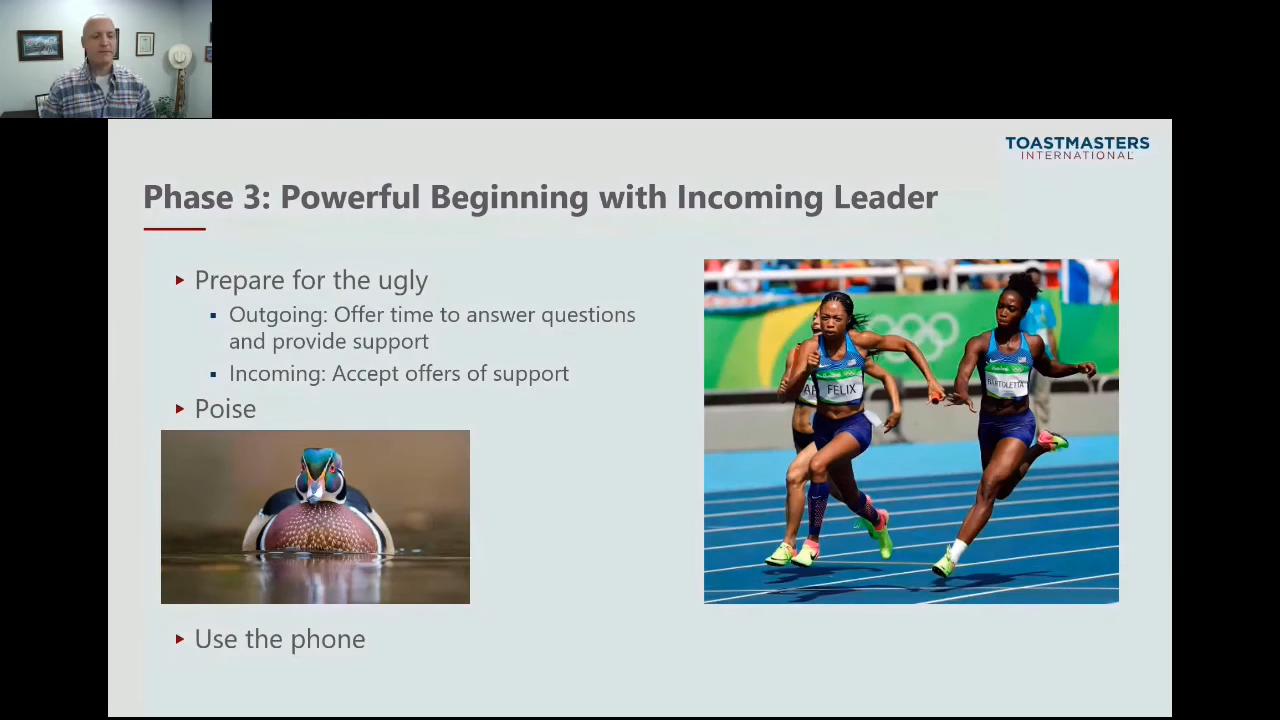 TOASTMASTERS
INTERNATIONAL
Phase 3: Powerful Beginning with Incoming Leader
Prepare for the ugly
Outgoing: Offer time to answer questions
and provide support
Incoming: Accept offers of support
Poise
FELIX
BARTOLETTA
Use the phone